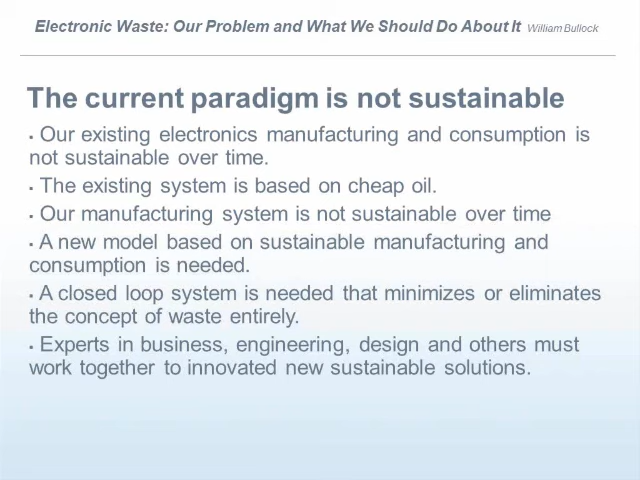 Electronic Waste: Our Problem and What We Should Do About It William Bullock
The current paradigm is not sustainable
▪ Our existing electronics manufacturing and consumption is
not sustainable over time.
▪ The existing system is based on cheap oil.
▪ Our manufacturing system is not sustainable over time
▪ A new model based on sustainable manufacturing and
consumption is needed.
▪ A closed loop system is needed that minimizes or eliminates
the concept of waste entirely.
▪ Experts in business, engineering, design and others must
work together to innovated new sustainable solutions.